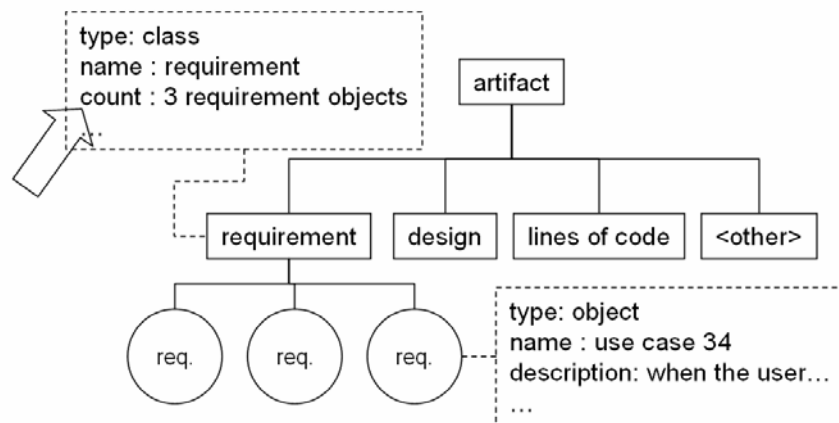 type: class
name : requirement
count : 3 requirement objects
...
artifact
requirement
design
lines of code
<other>
req.
req.
req.
type: object
name : use case 34
description: when the user...
...